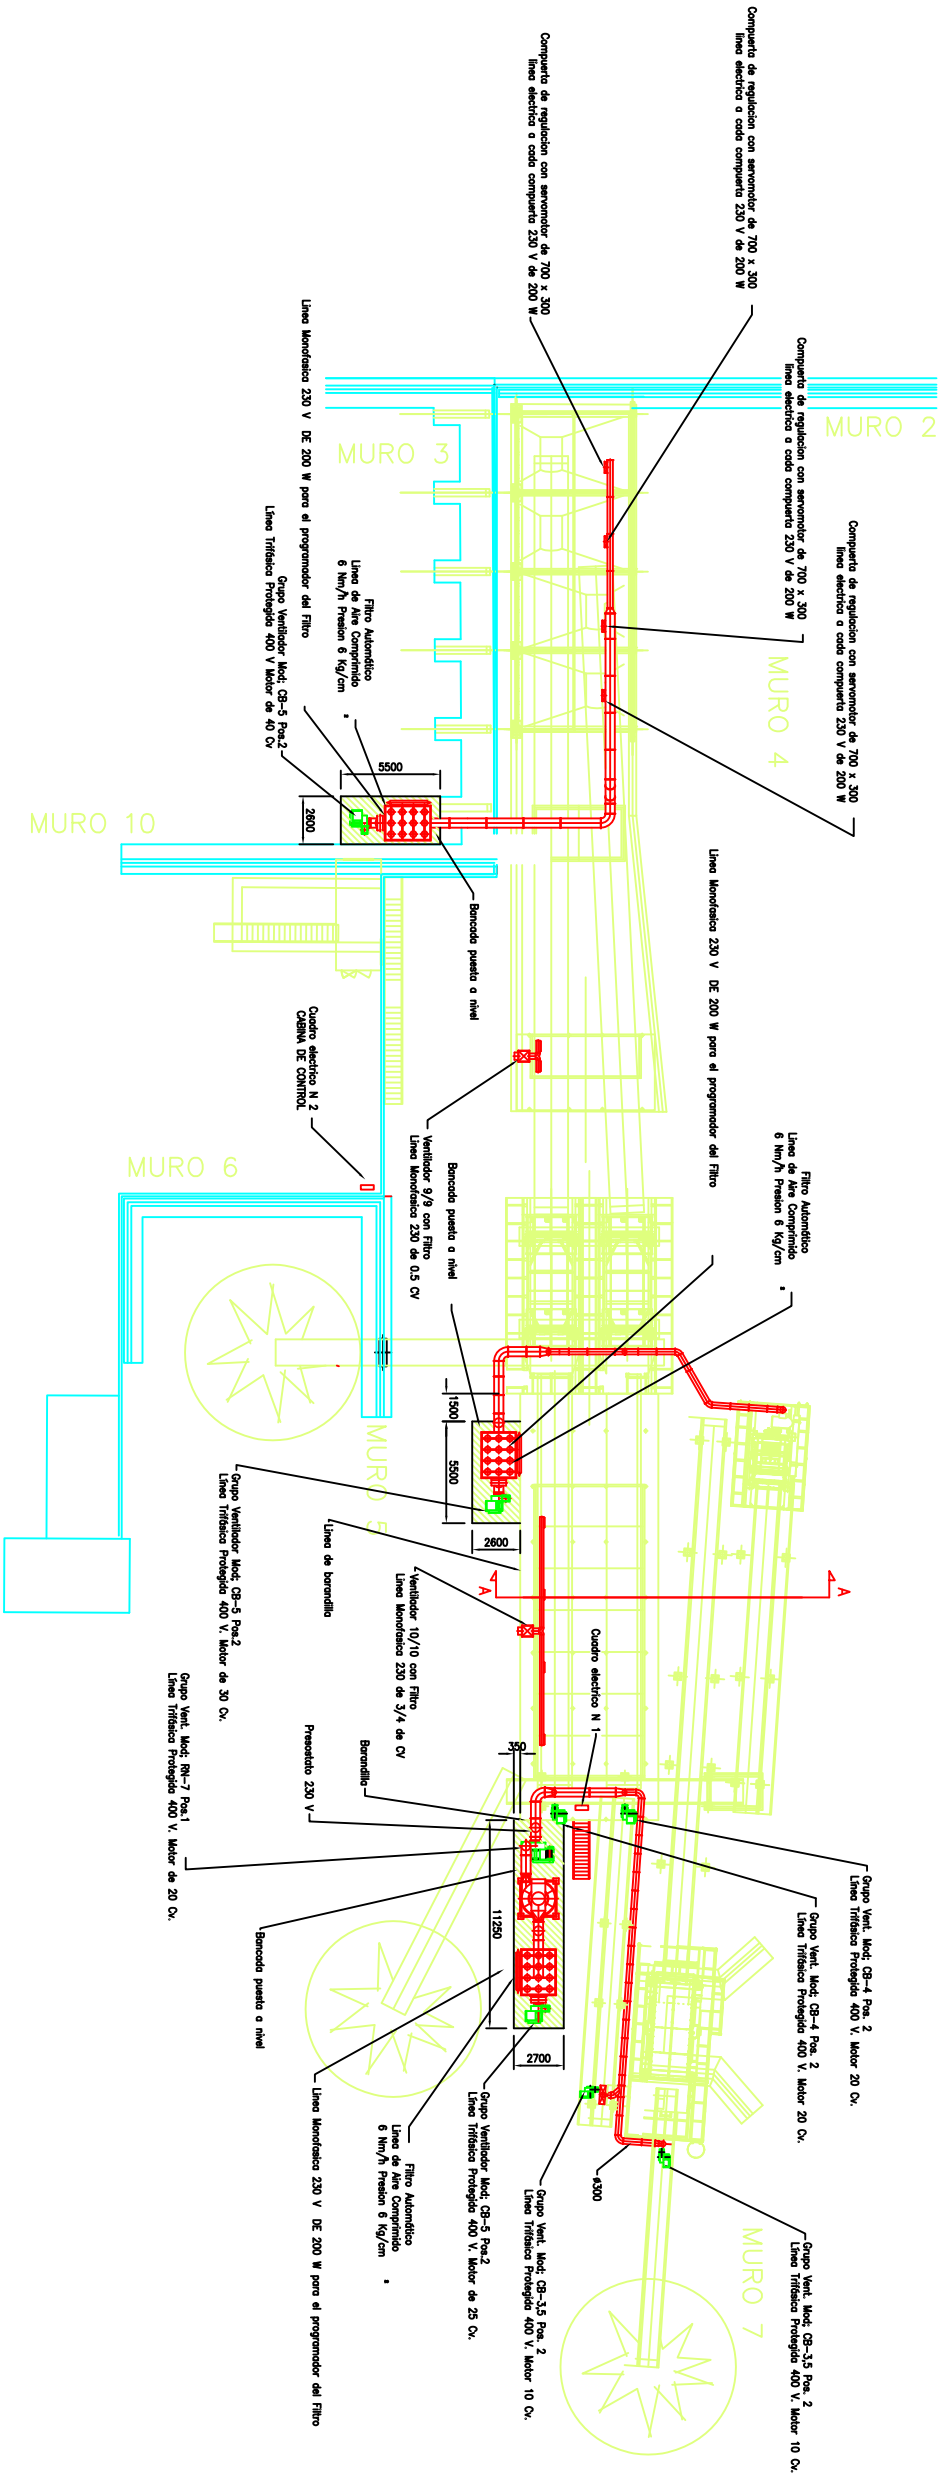 Compuerta de regulacion con servomotor de 700 x 300
linea electrica a cada compuerta 230 V de 200 W
Compuerta de regulacion con servomotor de 700 x 300
linea electrica a cada compuerta 230 V de 200 W
Compuerta de regulacion con servomotor de 700 x 300
linea electrica a cada compuerta 230 V de 200 W
Compuerta de regulacion con servomotor de 700 x 300
linea electrica a cada compuerta 230 V de 200 W
MURO 2
MURO 3
MURO 4
Linea Monofasica 230 V DE 200 W para el programador del Filtro
Filtro Automático
Linea de Aire Comprimido
6 Nm/h Presion 6 Kg/cm
Grupo Ventilador Mod; CB-5 Pos.2
Línea Trifásica Protegida 400 V Motor de 40 Cv
5500
2600
MURO 10
Bancada puesta a nivel
Linea Monofasica 230 V DE 200 W para el programador del Filtro
Cuadro electrico N 2
CABINA DE CONTROL
MURO 6
Ventilador 9/9 con Filtro
Linea Monofasica 230 de 0.5 CV
Bancada puesta a nivel
Filtro Automático
Linea de Aire Comprimido
6 Nm/h Presion 6 Kg/cm
1500
5500
2600
MURO 5
Grupo Ventilador Mod; CB-5 Pos.2
Línea Trifásica Protegida 400 V. Motor de 30 Cv.
Linea de barandilla
A
A
Ventilador 10/10 con Filtro
Linea Monofasica 230 de 3/4 de CV
Cuadro electrico N 1
350
Barandilla
Presostato 230 V
Grupo Vent. Mod; RN-7 Pos.1
Línea Trifásica Protegida 400 V. Motor de 20 Cv.
11250
2700
Bancada puesta a nivel
Grupo Vent. Mod; CB-4 Pos. 2
Línea Trifásica Protegida 400 V. Motor 20 Cv.
Grupo Vent. Mod; CB-4 Pos. 2
Línea Trifásica Protegida 400 V. Motor 20 Cv.
Linea Monofasica 230 V DE 200 W para el programador del Filtro
Filtro Automático
Linea de Aire Comprimido
6 Nm/h Presion 6 Kg/cm
Grupo Ventilador Mod; CB-5 Pos.2
Línea Trifásica Protegida 400 V. Motor de 25 Cv.
Grupo Vent. Mod; CB-3,5 Pos. 2
Línea Trifásica Protegida 400 V. Motor 10 Cv.
ø300
Grupo Vent. Mod; CB-3,5 Pos. 2
Línea Trifásica Protegida 400 V. Motor 10 Cv.
MURO 7